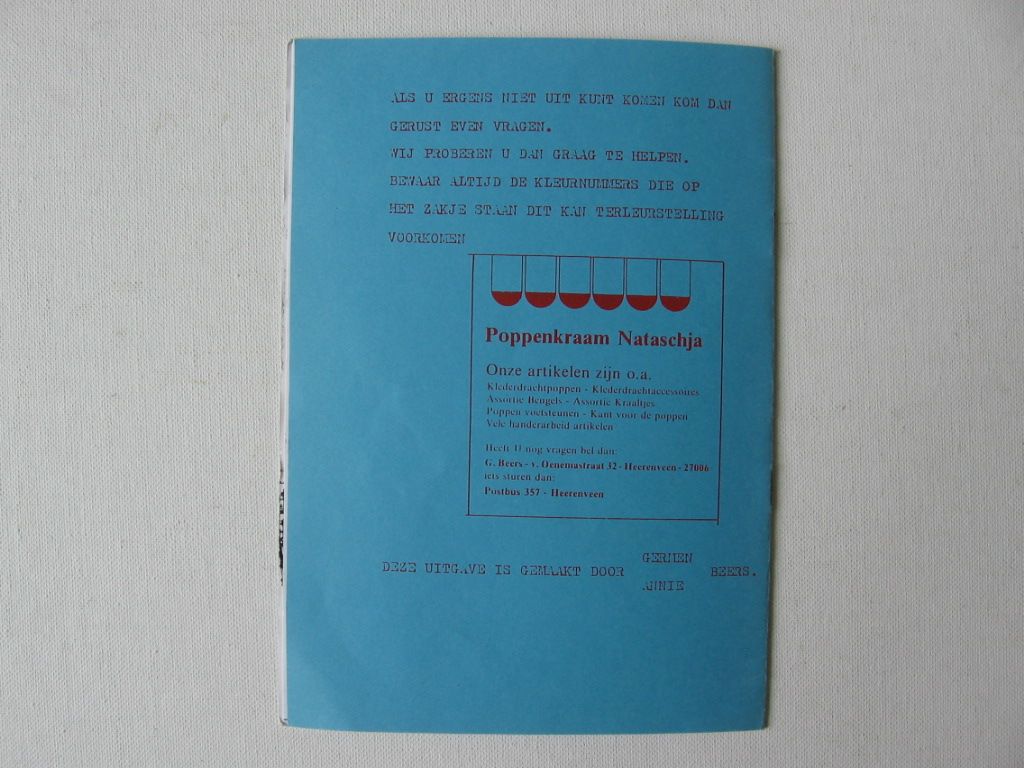 ALS U ERGENS NIET UIT KUNT KOMEN KOM DAN
GERUST EVEN VRAGEN.
WIJ PROBEREN U DAN GRAAG TE HELPEN.
BEWAAR ALTIJD DE KLEURNUMMERS DIE OP
HET ZAKJE STAAN DIT KAN TERLEURSTELLING
VOORKOMEN
Poppenkraam Nataschja
Onze artikelen zijn o.a.
Klederdrachtpoppen - Klederdrachtaccessoires
Assortie Beugels - Assortie Kraaltjes
Poppen voetsteunen - Kant voor de poppen
Vele handerarbeid artikelen
Heeft U nog vragen bel dan:
G. Beers - v. Oenemastraat 32 - Heerenveen - 27006
iets sturen dan:
Postbus 357 - Heerenveen
GERMEN
DEZE UITGAVE IS GEMAAKT DOOR BEERS.
ANNIE